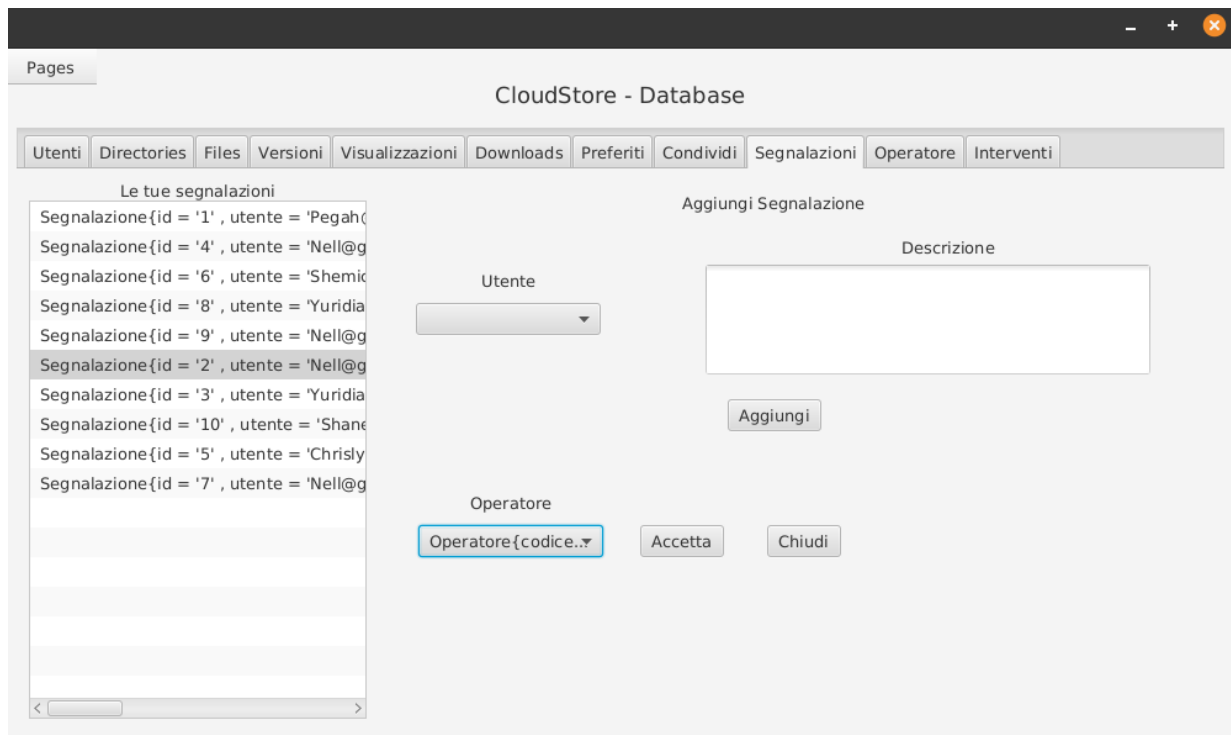 Pages
CloudStore - Database
Utenti Directories Files Versioni Visualizzazioni Downloads Preferiti Condividi Segnalazioni Operatore Interventi
Le tue segnalazioni
Segnalazione{id = '1' , utente = 'Pegah@
Segnalazione{id = '4' , utente = 'Nell@g
Segnalazione{id = '6' , utente = 'Shemic
Segnalazione{id = '8' , utente = 'Yuridia
Segnalazione{id = '9' , utente = 'Nell@g
Segnalazione{id = '2' , utente = 'Nell@g
Segnalazione{id = '3' , utente = 'Yuridia
Segnalazione{id = '10' , utente = 'Shane
Segnalazione{id = '5' , utente = 'Chrisly
Segnalazione{id = '7' , utente = 'Nell@g
Aggiungi Segnalazione
Descrizione
Utente
Aggiungi
Operatore
Operatore{codice...
Accetta
Chiudi